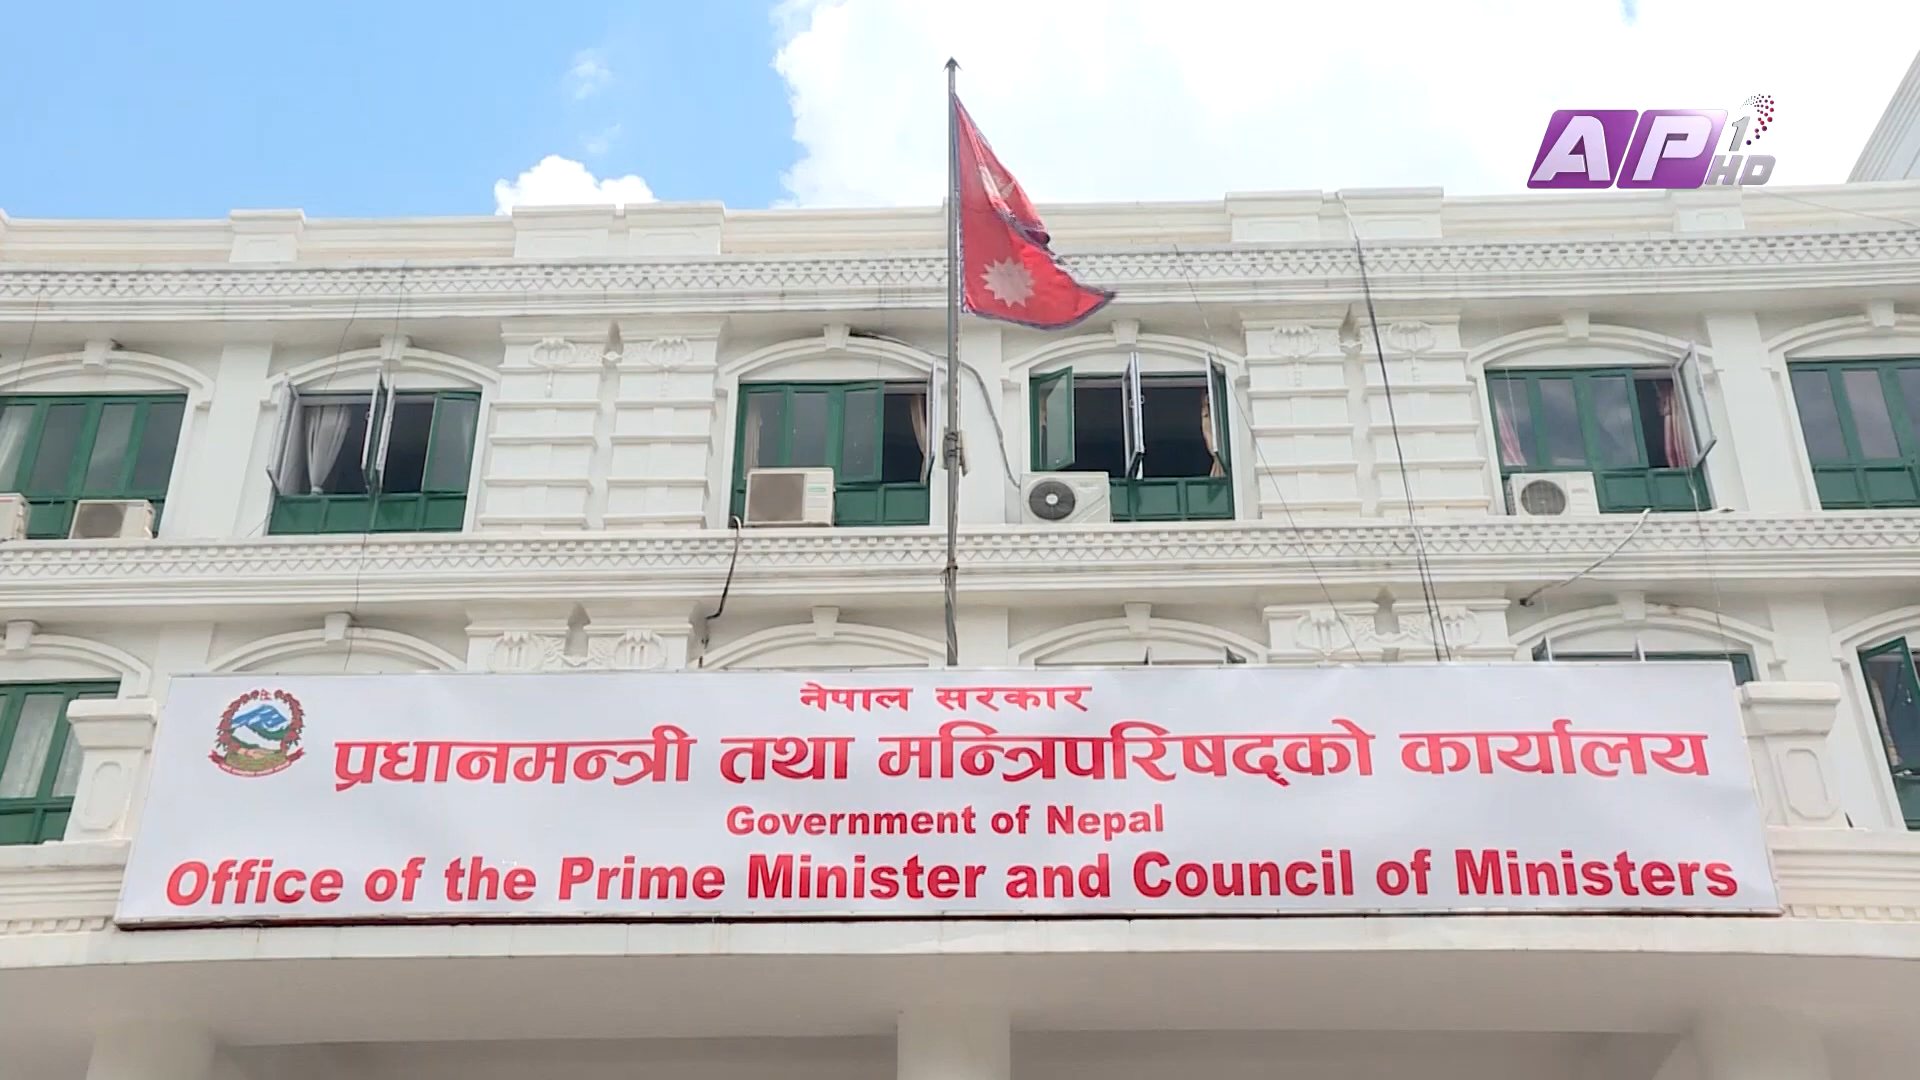 AP1 HD
नेपाल सरकार
प्रधानमन्त्री तथा मन्त्रिपरिषद्को कार्यालय
Government of Nepal
Office of the Prime Minister and Council of Ministers